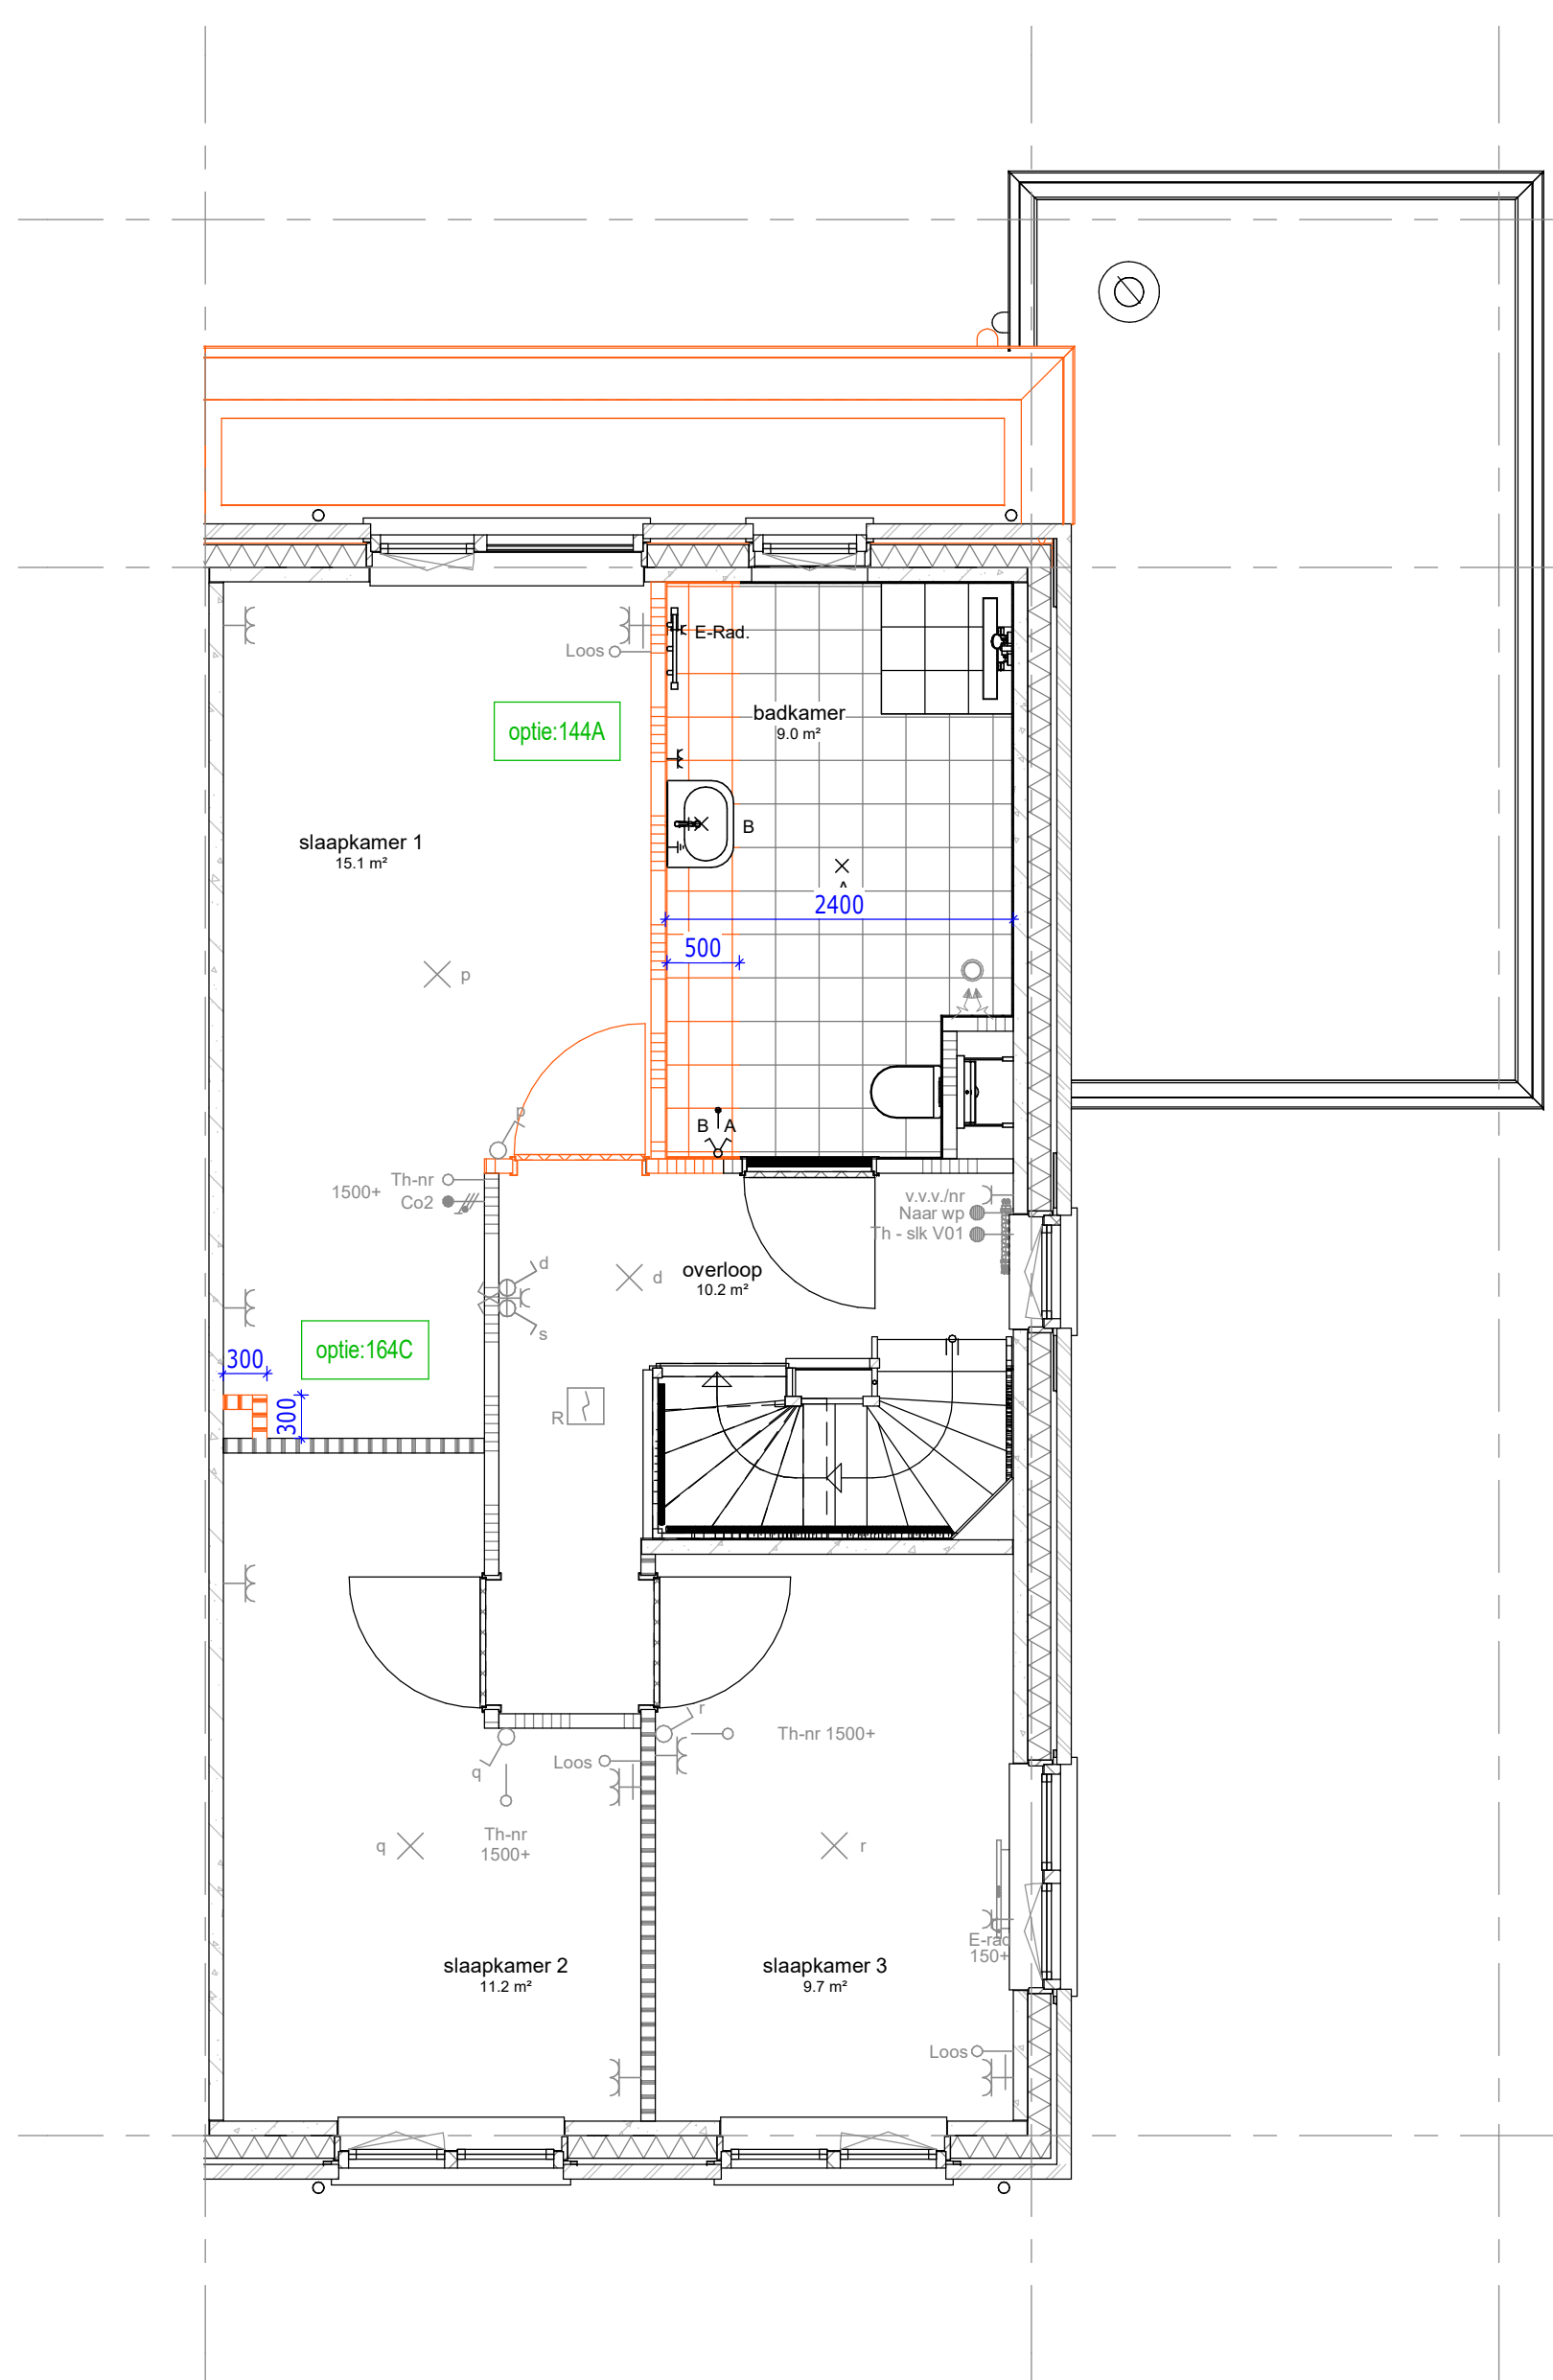 E-Rad.
Loos
badkamer
9.0 m²
optie:144A
B
slaapkamer 1
15.1 m²
A
2400
500
p
p
B A
Th-nr
1500+
Co2
v.v.v./nr
Naar wp
Th - slk V01
d
overloop
10.2 m²
d
s
optie:164C
300
300
R
r
Th-nr 1500+
q
Loos
Th-nr
1500+
q
r
E-rad
150+
slaapkamer 2
11.2 m²
slaapkamer 3
9.7 m²
Loos